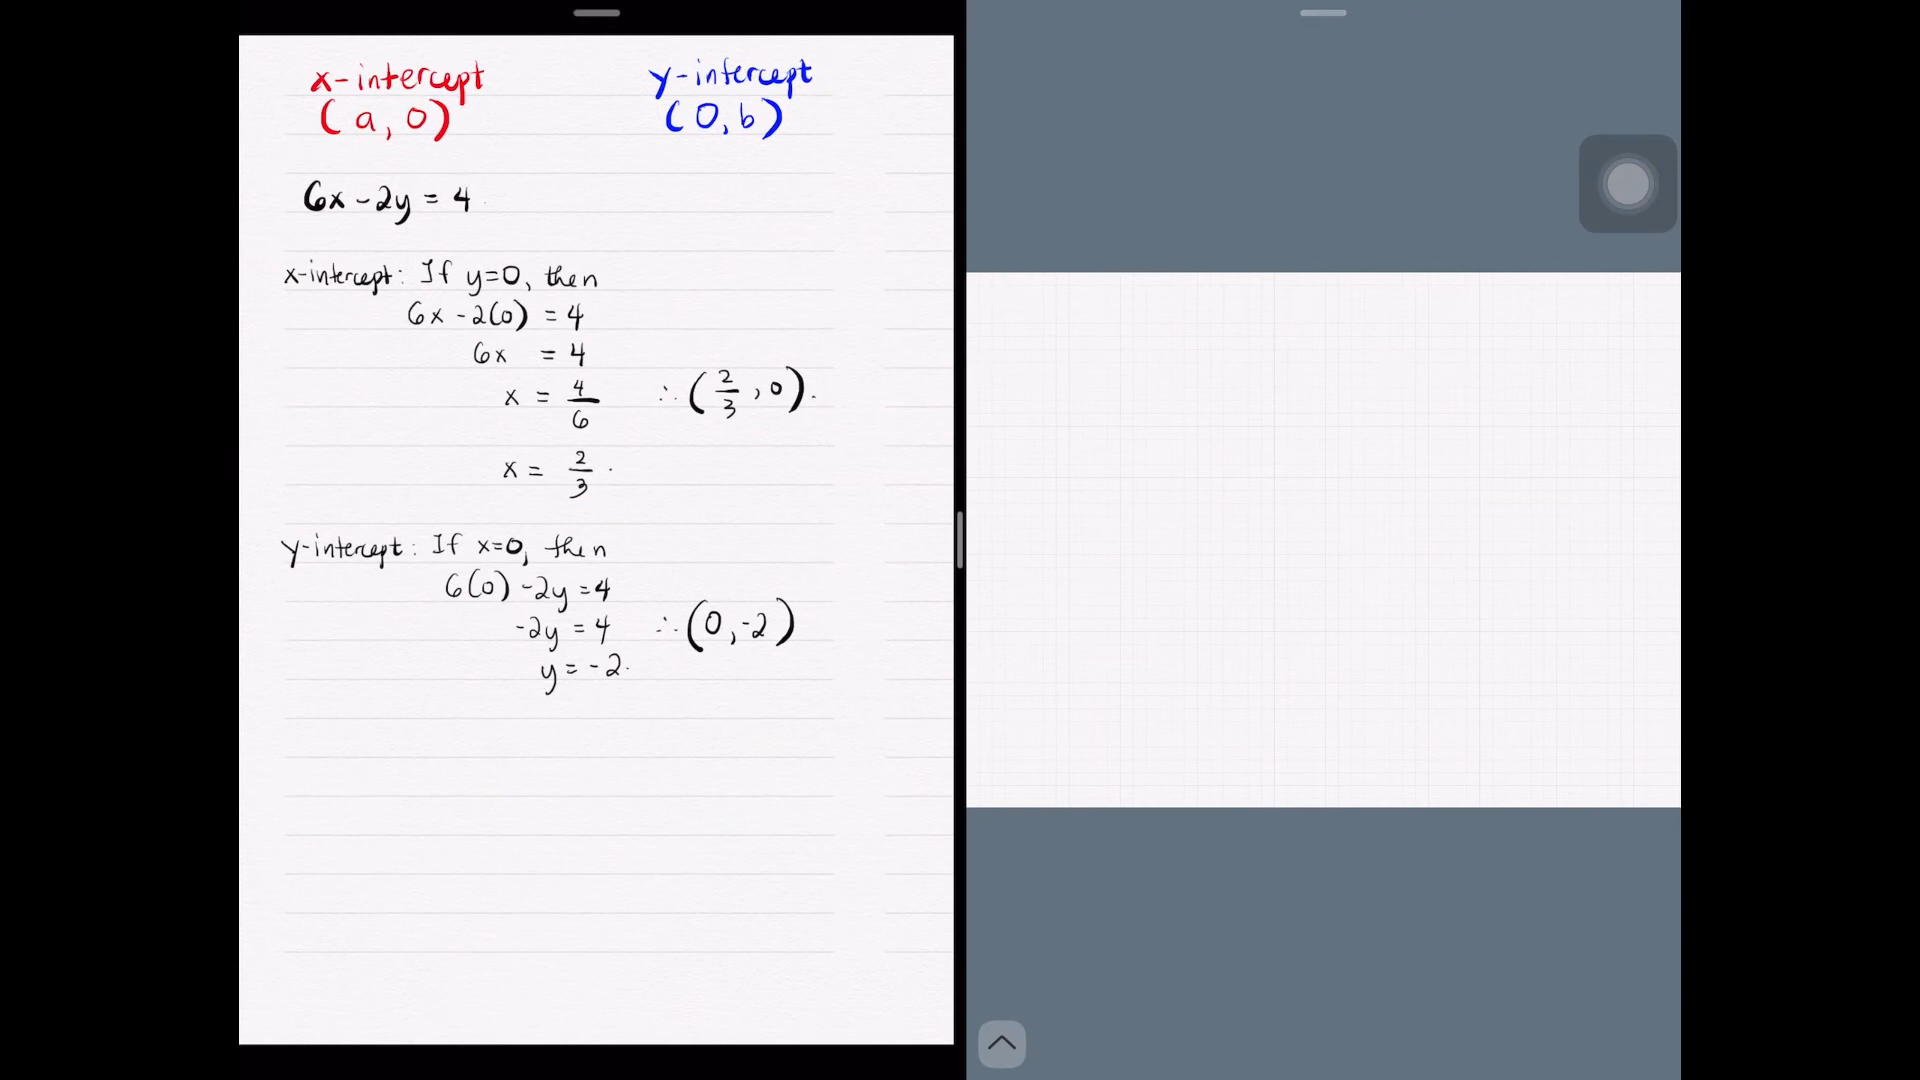 x-intercept
(a, 0)
y-intercept
(0, b)
6x - 2y = 4
x-intercept: If y=0, then
6x - 2(0) = 4
6x = 4
x = 4/6 ∴ (2/3, 0).
x = 2/3.
y-intercept: If x=0, then
6(0) - 2y = 4
-2y = 4 ∴ (0, -2)
y = -2.